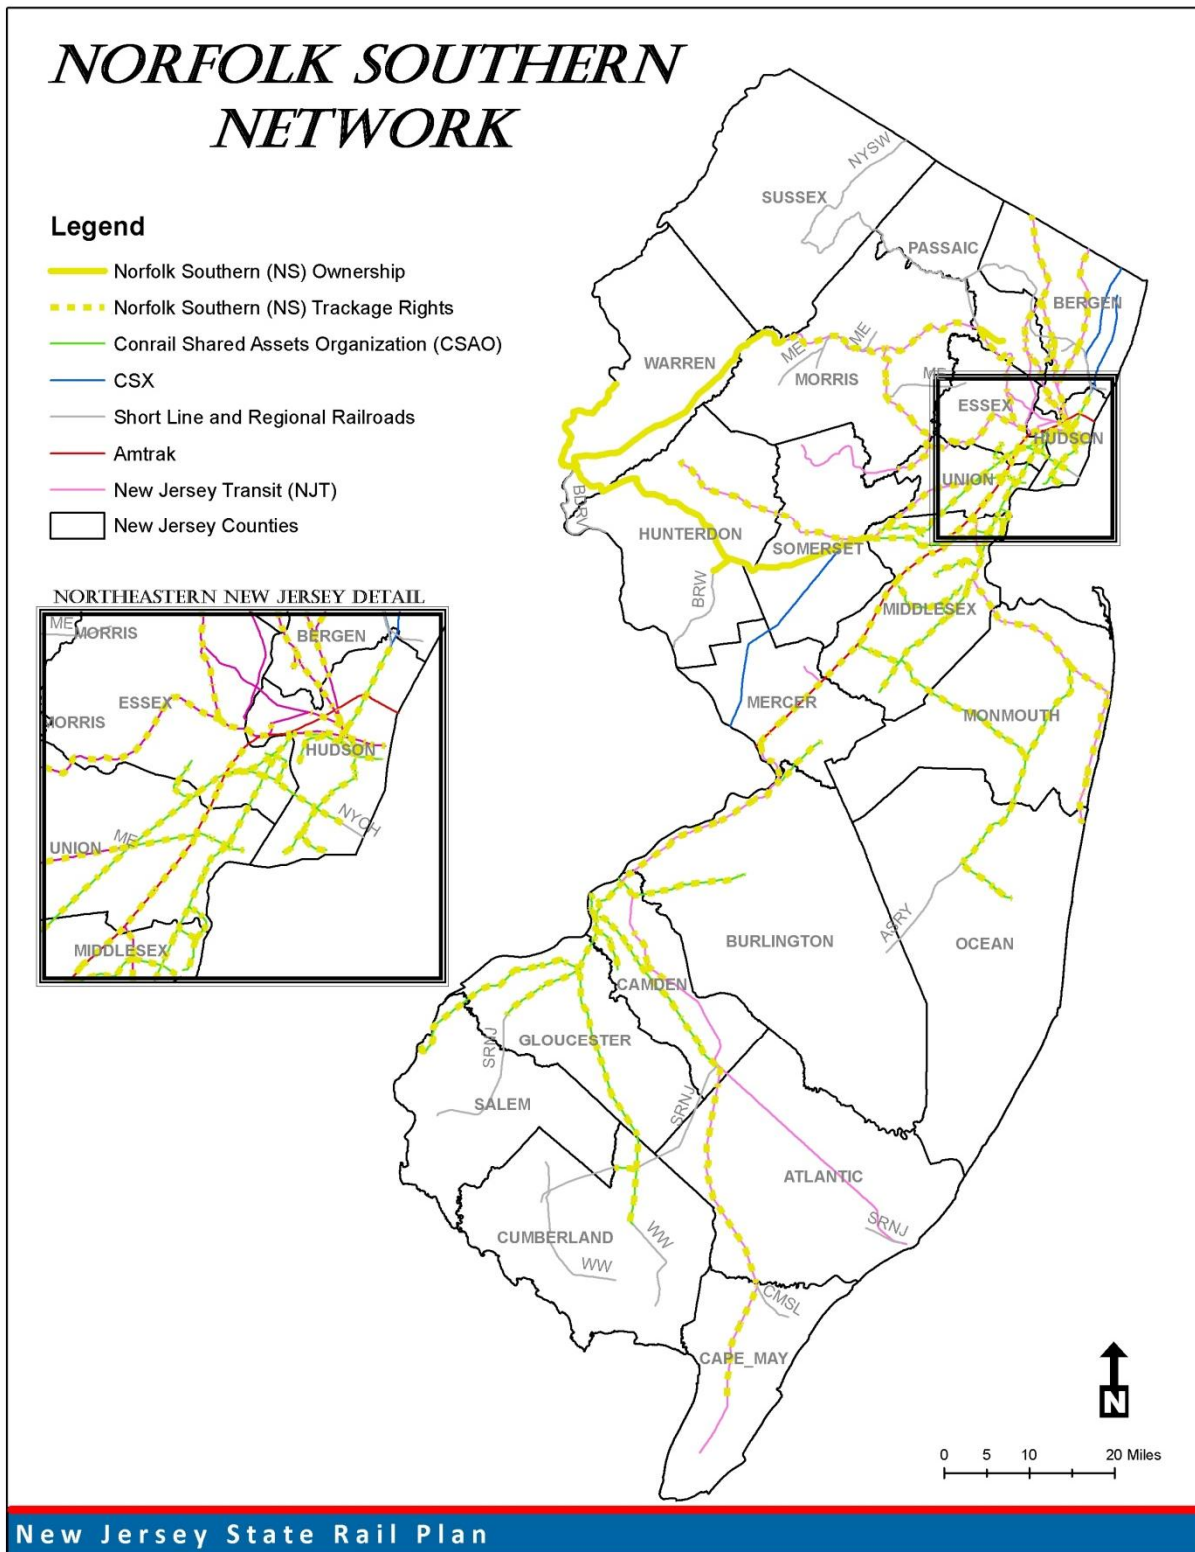 NORFOLK SOUTHERN
NETWORK
Legend
Norfolk Southern (NS) Ownership
Norfolk Southern (NS) Trackage Rights
Conrail Shared Assets Organization (CSAO)
CSX
Short Line and Regional Railroads
Amtrak
New Jersey Transit (NJT)
New Jersey Counties
NYSW
SUSSEX
PASSAIC
BERGEN
WARREN
ME
ME
MORRIS
ME
ESSEX
HUDSON
UNION
BDRV
HUNTERDON
SOMERSET
BRW
MIDDLESEX
MERCER
MONMOUTH
NORTHEASTERN NEW JERSEY DETAIL
ME
MORRIS
BERGEN
ESSEX
MORRIS
HUDSON
NYCH
ME
UNION
MIDDLESEX
ASRY
OCEAN
BURLINGTON
CAMDEN
GLOUCESTER
SRNJ
SALEM
SRNJ
ATLANTIC
SRNJ
CUMBERLAND
WW
WW
CMSL
CAPE_MAY
N
0 5 10 20 Miles
New Jersey State Rail Plan